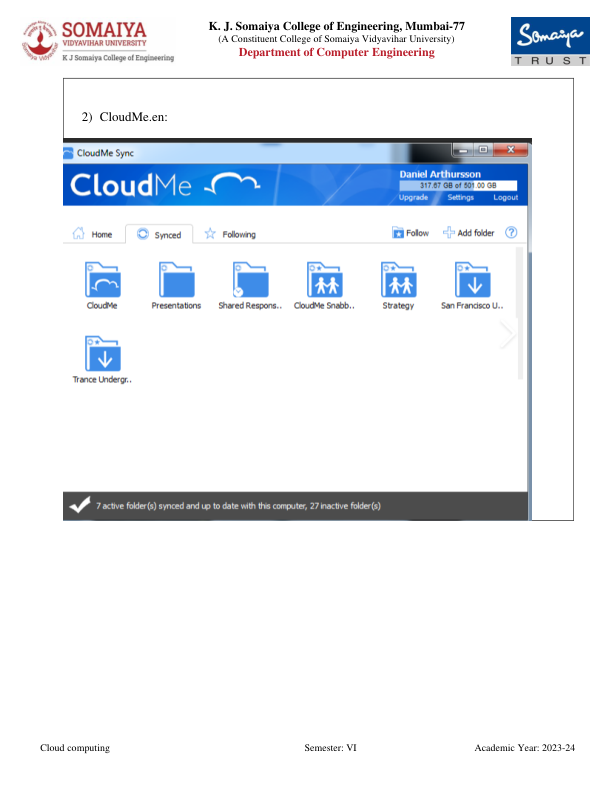 SOMAIYA
VIDYAVIHAR UNIVERSITY
K J Somaiya College of Engineering
K. J. Somaiya College of Engineering, Mumbai-77
(A Constituent College of Somaiya Vidyavihar University)
Department of Computer Engineering
Somaiya
TRUST
2) CloudMe.en:
CloudMe Sync
CloudMe
Daniel Arthursson
317.67 GB of 501.00 GB
Upgrade Settings Logout
Home Synced Following Follow Add folder ?
CloudMe Presentations Shared Respons.. CloudMe Snabb.. Strategy San Francisco U...
Trance Undergr..
7 active folder(s) synced and up to date with this computer, 27 inactive folder(s)
Cloud computing Semester: VI Academic Year: 2023-24